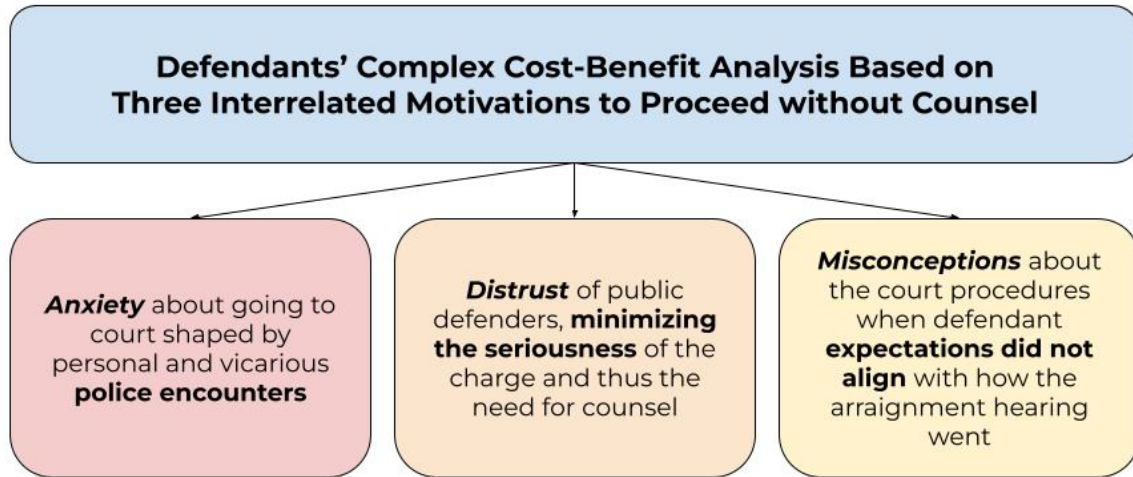 Defendants’ Complex Cost-Benefit Analysis Based on
Three Interrelated Motivations to Proceed without Counsel
Anxiety about going to
court shaped by
personal and vicarious
police encounters
Distrust of public
defenders, minimizing
the seriousness of the
charge and thus the
need for counsel
Misconceptions about
the court procedures
when defendant
expectations did not
align with how the
arraignment hearing
went